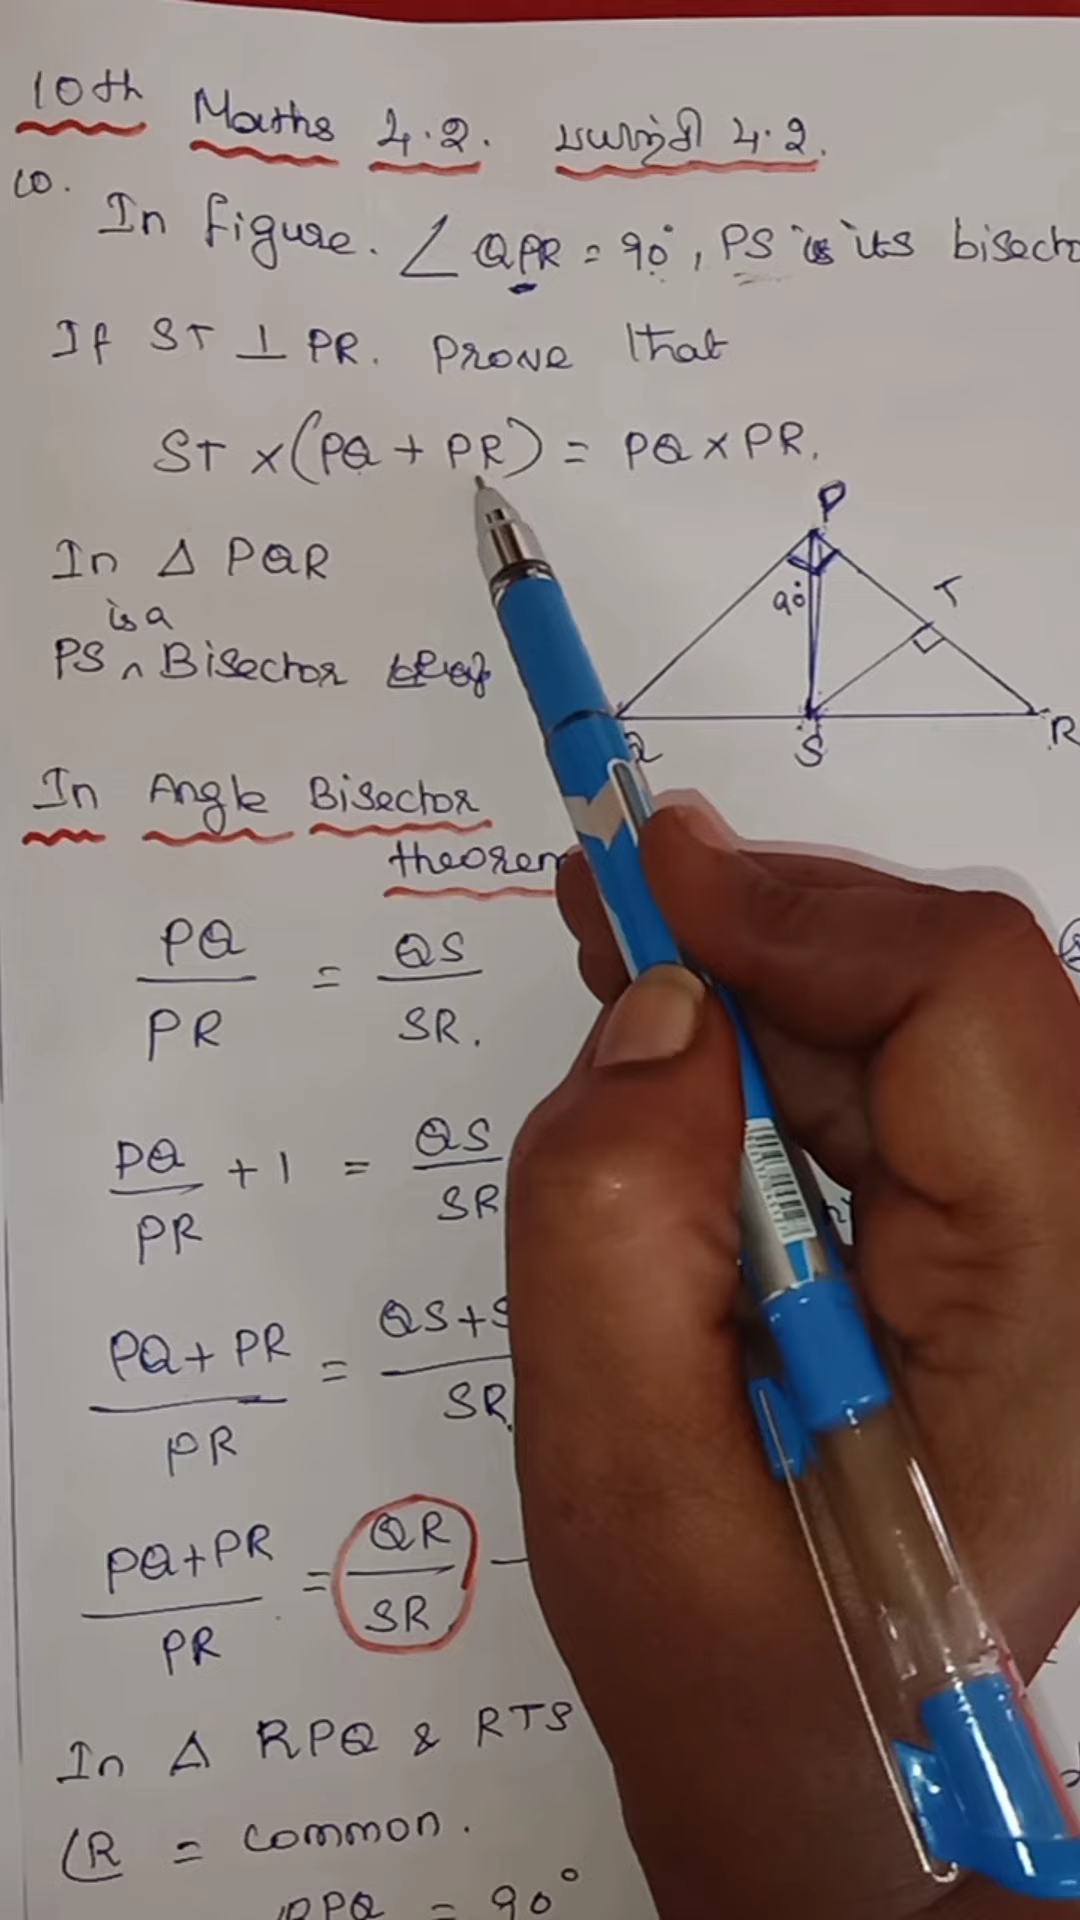 10th Maths 4.2. பயிற்சி 4.2.
10.
In figure. ∠QPR = 90°, PS is its
If ST ⊥ PR. Prove that
ST × (PQ + PR) = PQ × PR.
In Δ PQR
is a
PS ^ Bisector
P
90°
T
Q
S
R
In Angle Bisector
theorem
PQ/PR = QS/SR.
PQ/PR + 1 = QS/SR
PQ + PR/PR = QS +/SR
PQ + PR/PR = QR/SR
In Δ RPQ & RTS
∠R = common.
RPQ = 90°